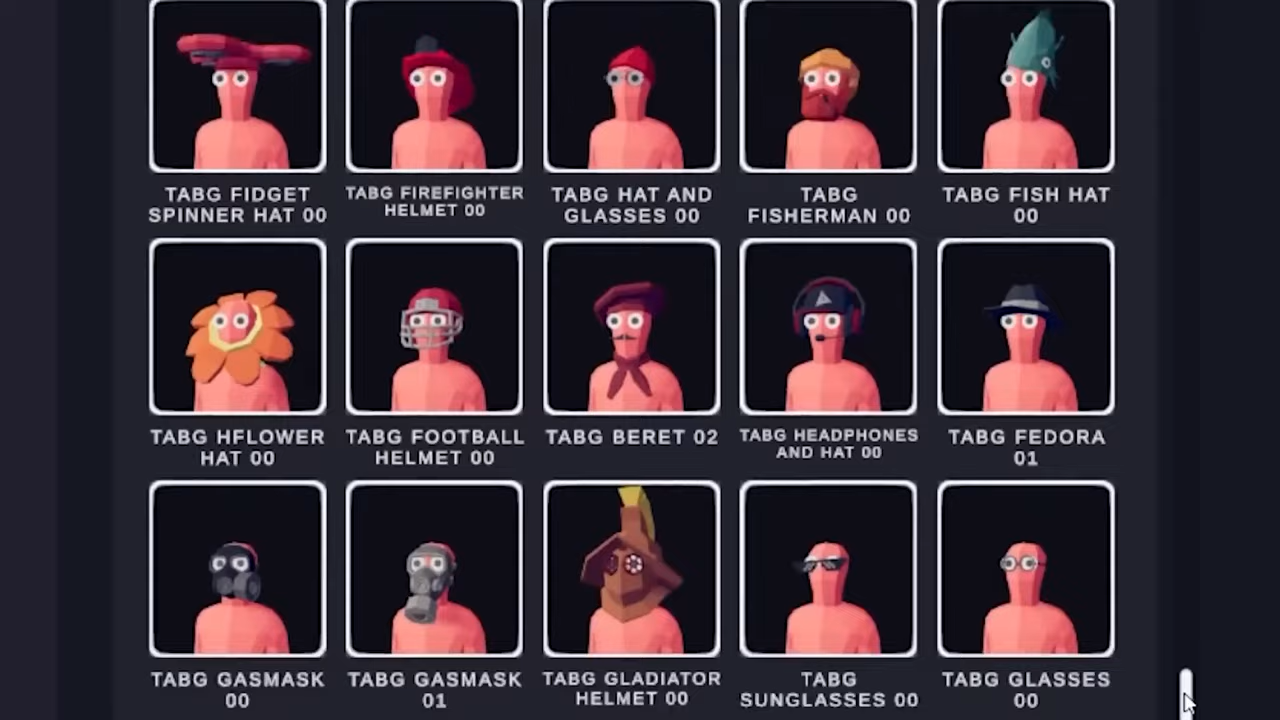 TABG FIDGET
SPINNER HAT 00
TABG FIREFIGHTER
HELMET 00
TABG HAT AND
GLASSES 00
TABG
FISHERMAN 00
TABG FISH HAT
00
TABG HFLOWER
HAT 00
TABG FOOTBALL
HELMET 00
TABG BERET 02
TABG HEADPHONES
AND HAT 00
TABG FEDORA
01
TABG GASMASK
00
TABG GASMASK
01
TABG GLADIATOR
HELMET 00
TABG
SUNGLASSES 00
TABG GLASSES
00